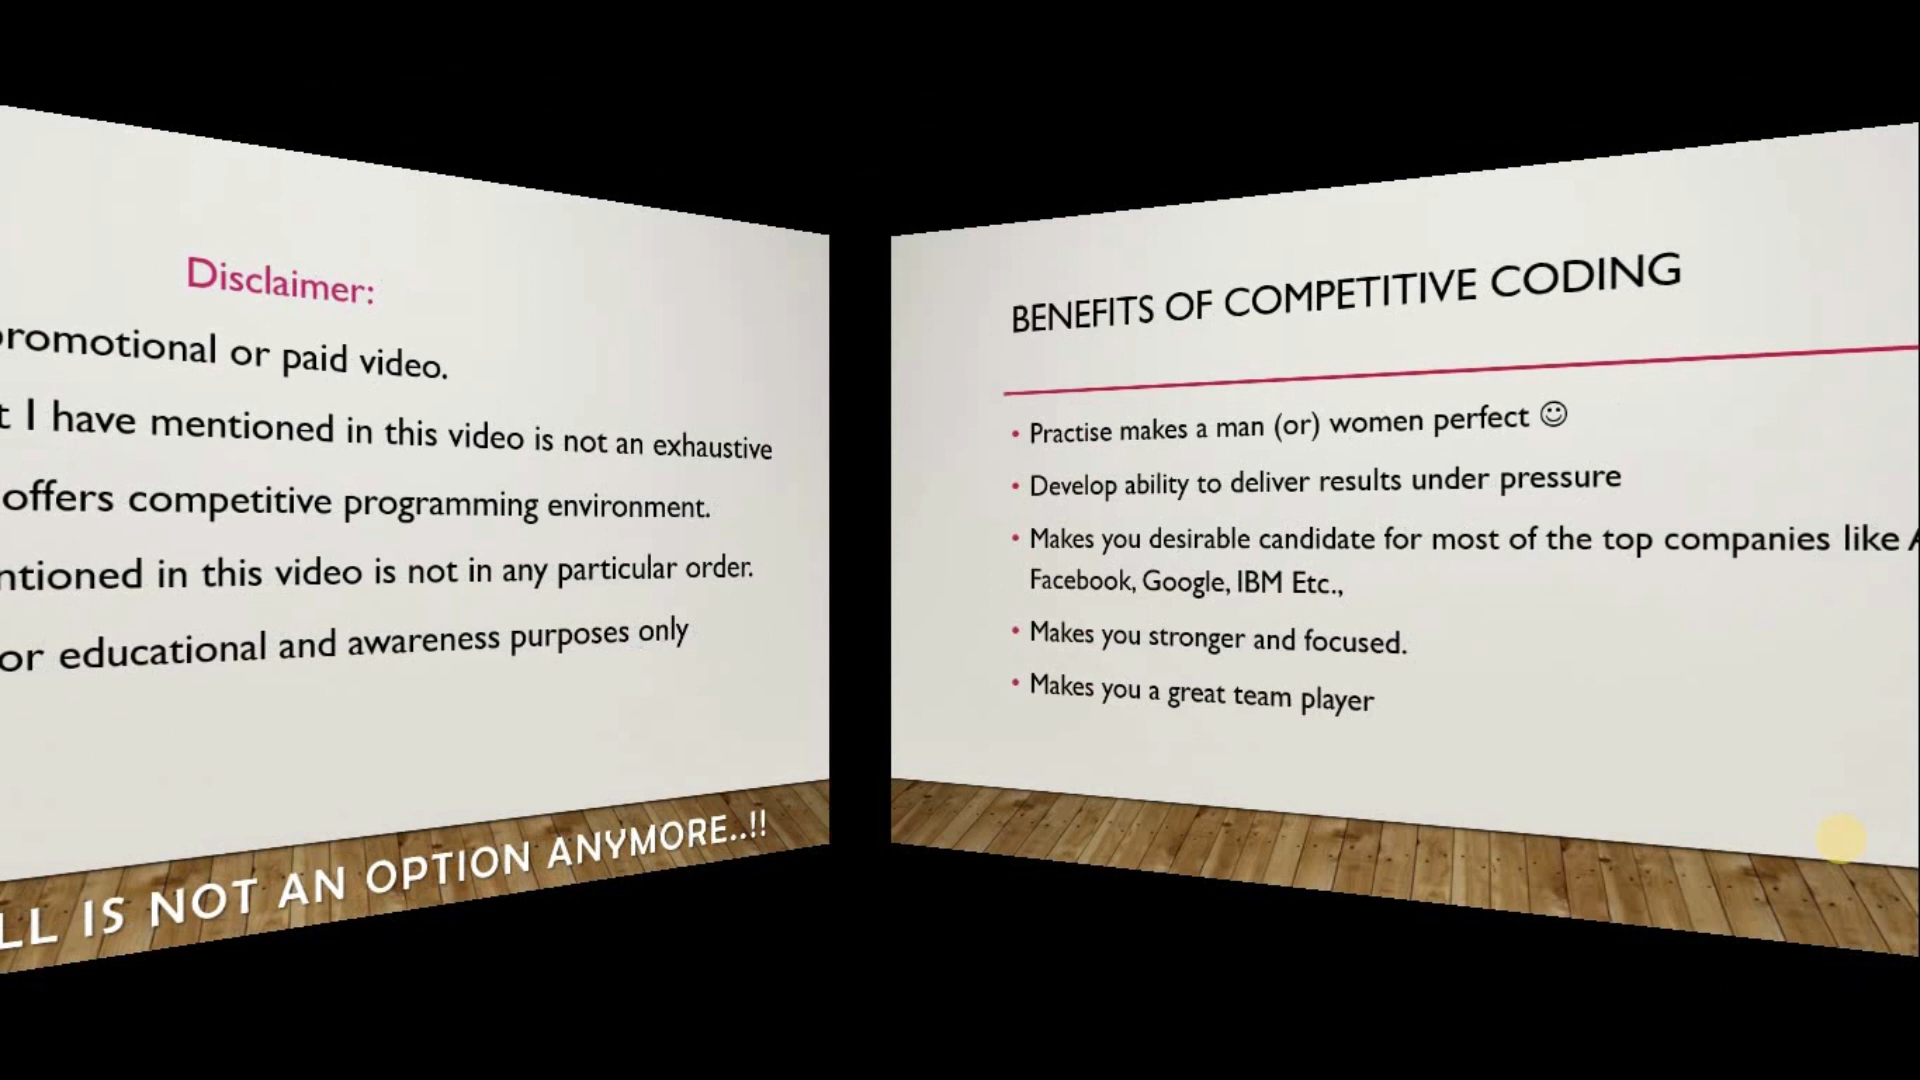 Disclaimer:
promotional or paid video.
I have mentioned in this video is not an exhaustive
offers competitive programming environment.
in this video is not in any particular order.
educational and awareness purposes only
IS NOT AN OPTION ANYMORE..!!
BENEFITS OF COMPETITIVE CODING
• Practise makes a man (or) women perfect ☺
• Develop ability to deliver results under pressure
• Makes you desirable candidate for most of the top companies like
Facebook, Google, IBM Etc.,
• Makes you stronger and focused.
• Makes you a great team player